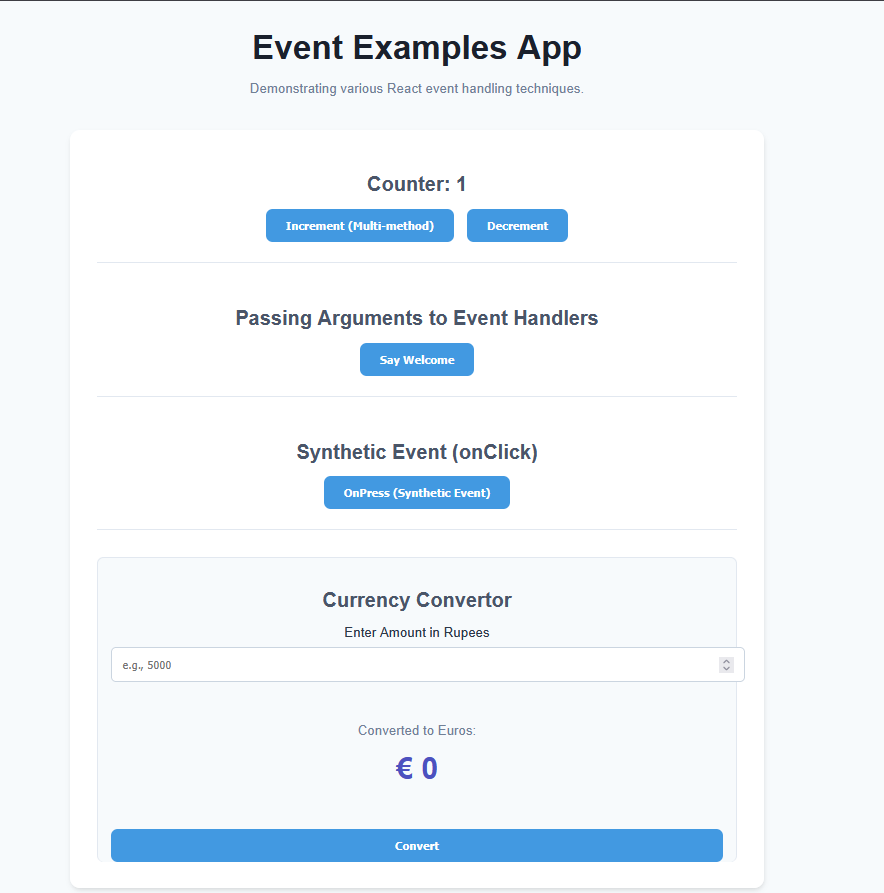 Event Examples App
Demonstrating various React event handling techniques.
Counter: 1
Increment (Multi-method) Decrement
Passing Arguments to Event Handlers
Say Welcome
Synthetic Event (onClick)
OnPress (Synthetic Event)
Currency Convertor
Enter Amount in Rupees
e.g., 5000
Converted to Euros:
€ 0
Convert